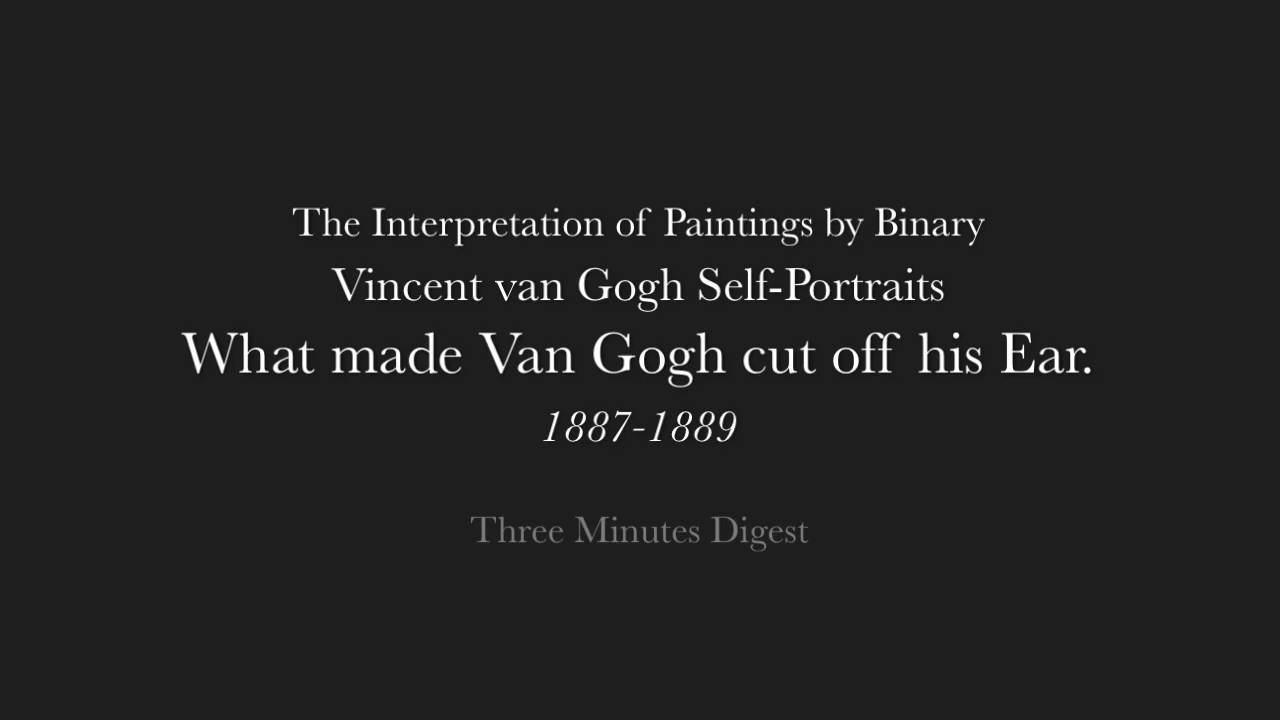 The Interpretation of Paintings by Binary
Vincent van Gogh Self-Portraits
What made Van Gogh cut off his Ear.
1887-1889
Three Minutes Digest